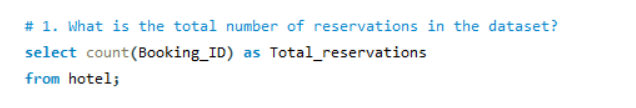 # 1. What is the total number of reservations in the dataset?
select count(Booking_ID) as Total_reservations
from hotel;